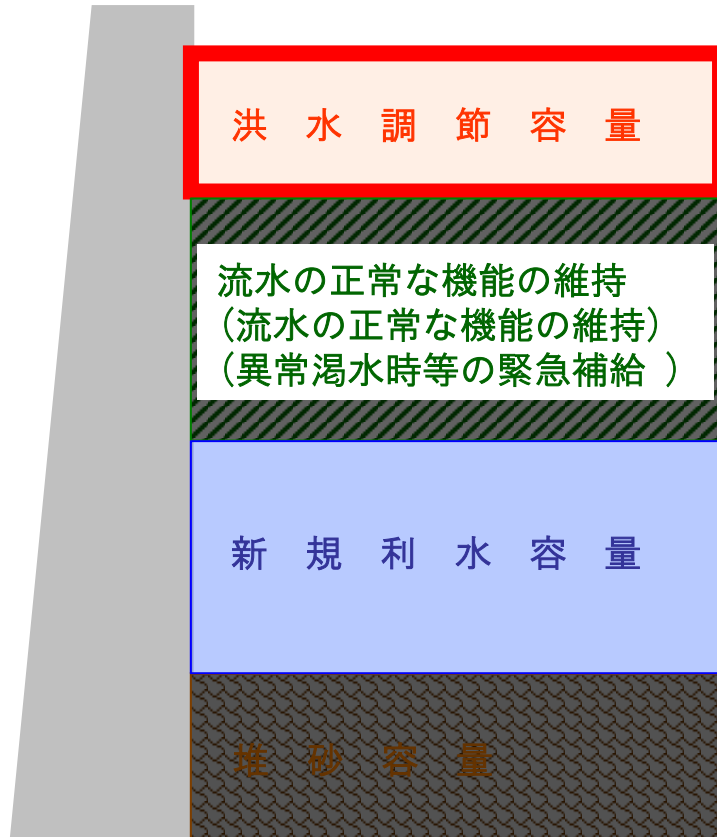 洪水調節容量
流水の正常な機能の維持
(流水の正常な機能の維持)
(異常渇水時等の緊急補給 )
新規利水容量
堆砂容量